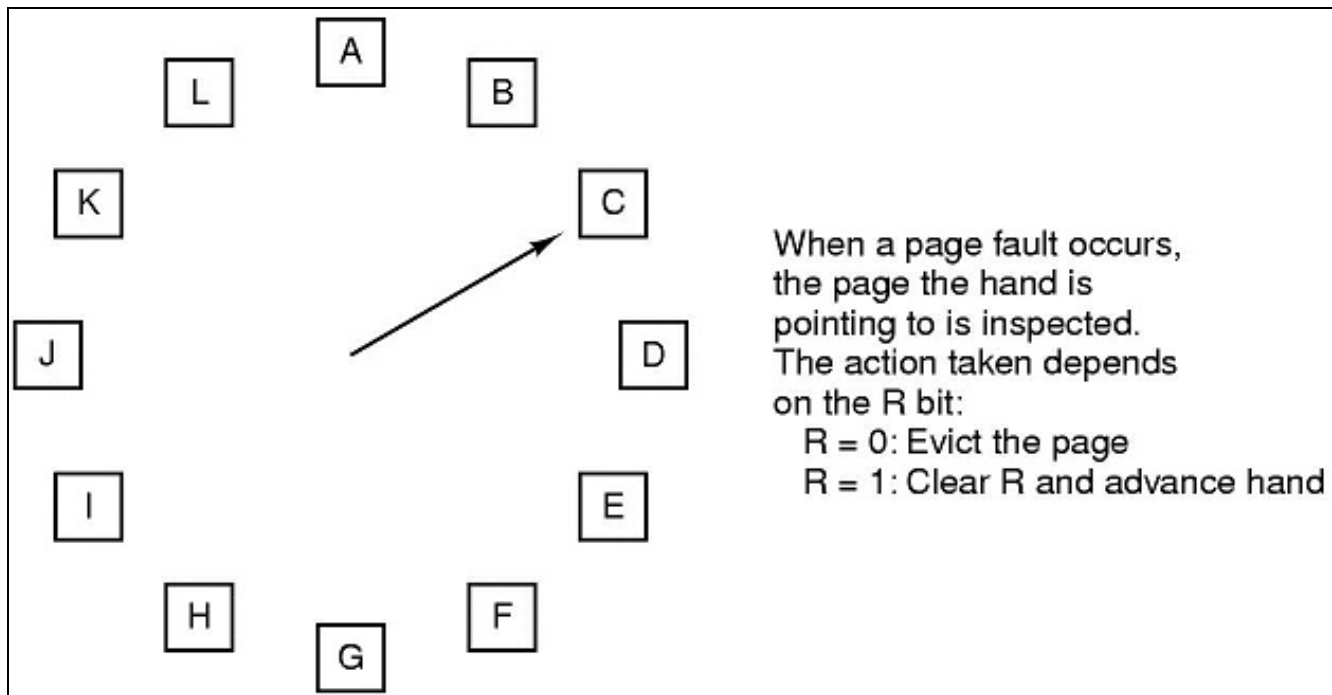 A
L
B
K
C
J
D
I
E
H
F
G
When a page fault occurs,
the page the hand is
pointing to is inspected.
The action taken depends
on the R bit:
R = 0: Evict the page
R = 1: Clear R and advance hand